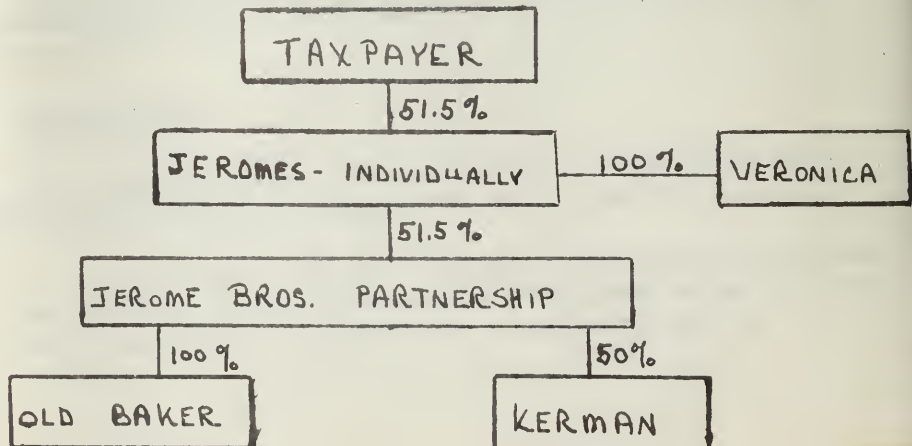 TAXPAYER
51.5%
JEROMES - INDIVIDUALLY
100%
VERONICA
51.5%
JEROME BROS. PARTNERSHIP
100%
50%
OLD BAKER
KERMAN